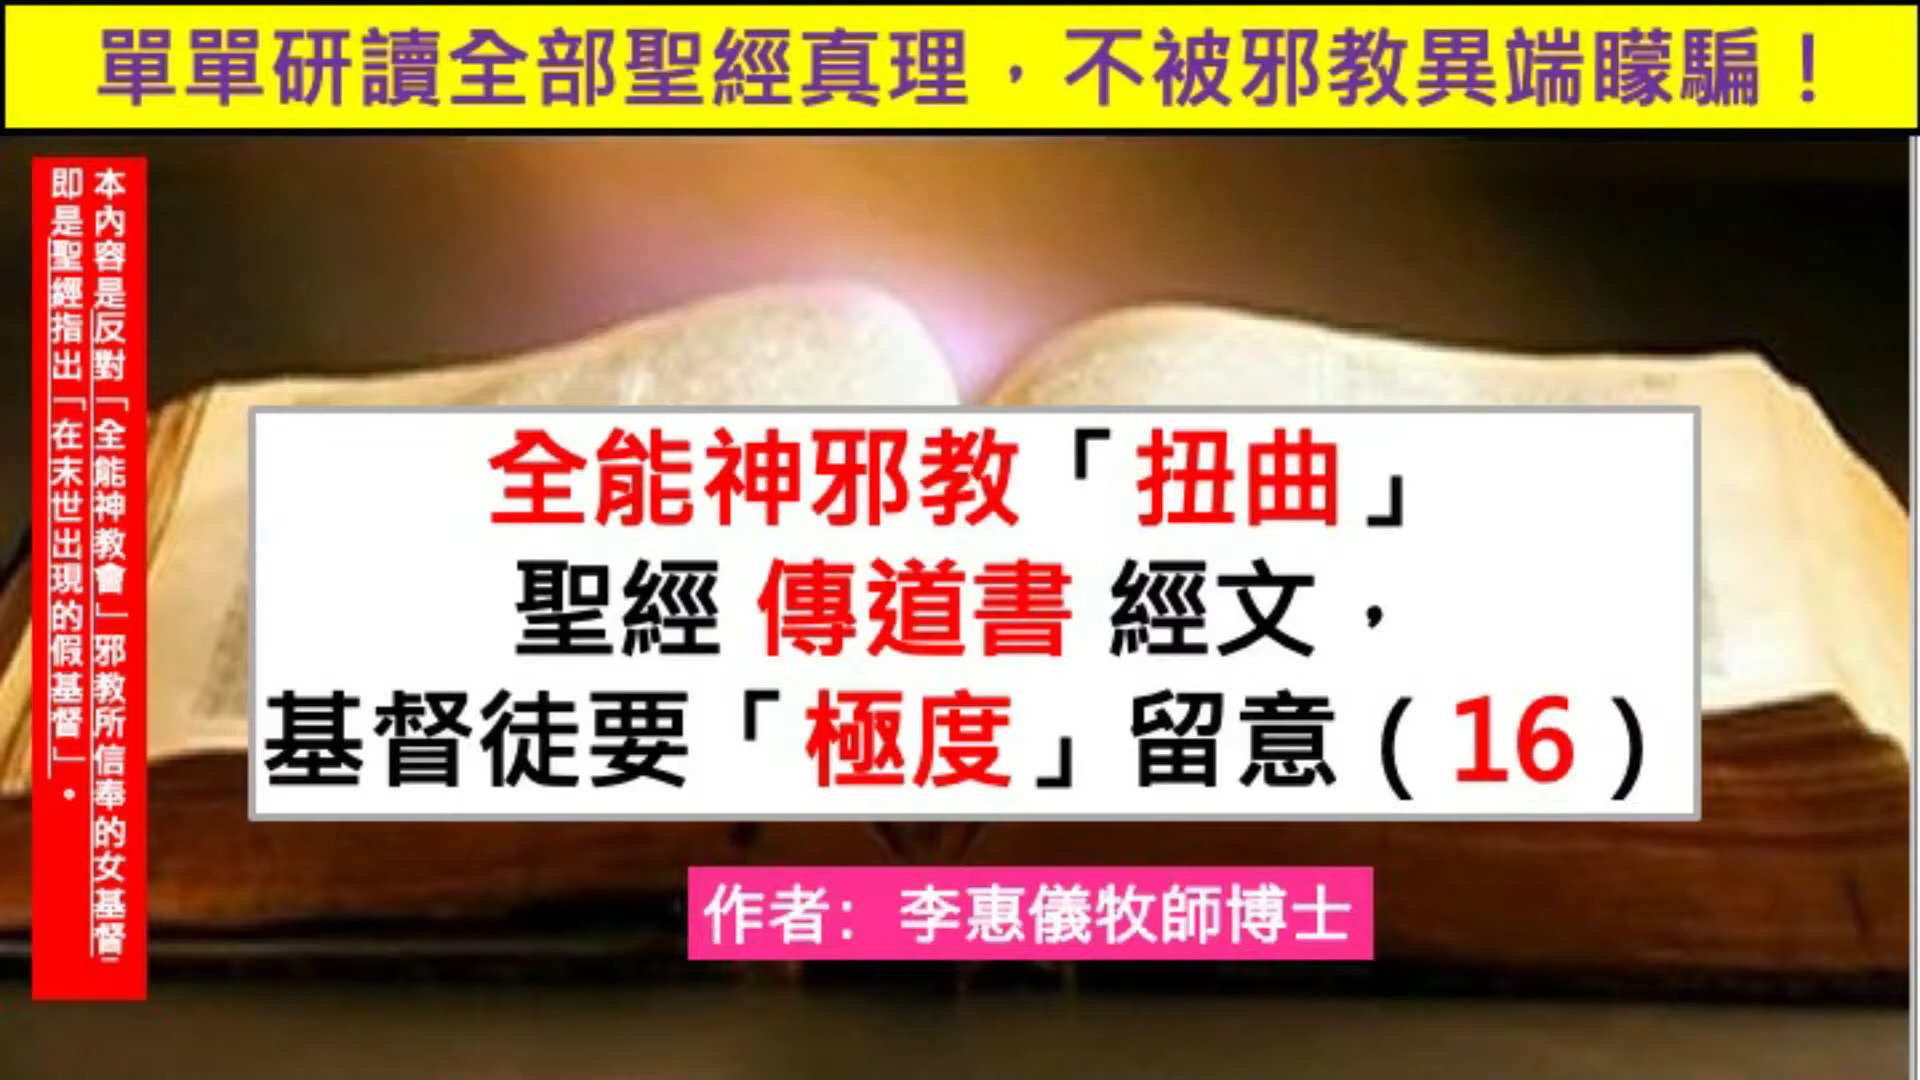 單單研讀全部聖經真理，不被邪教異端矇騙！
本內容是反對「全能神教會」邪教所信奉的女基督，
即是聖經指出「在末世出現的假基督」。
全能神邪教「扭曲」
聖經 傳道書 經文，
基督徒要「極度」留意（16）
作者：李惠儀牧師博士